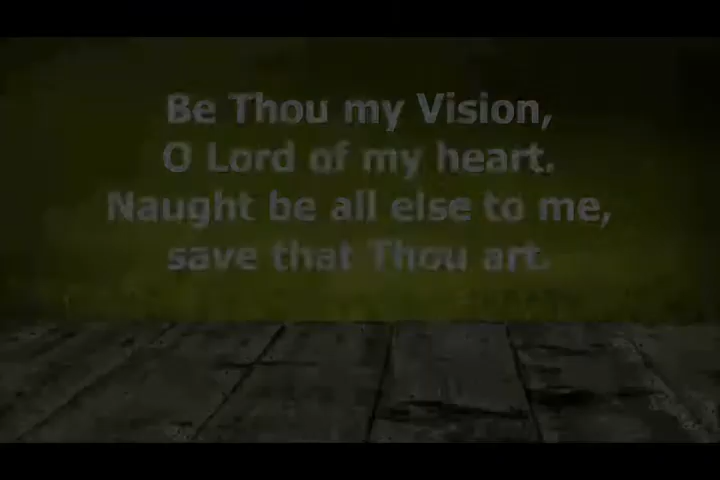 Be Thou my Vision,
O Lord of my heart.
Naught be all else to me,
save that Thou art.